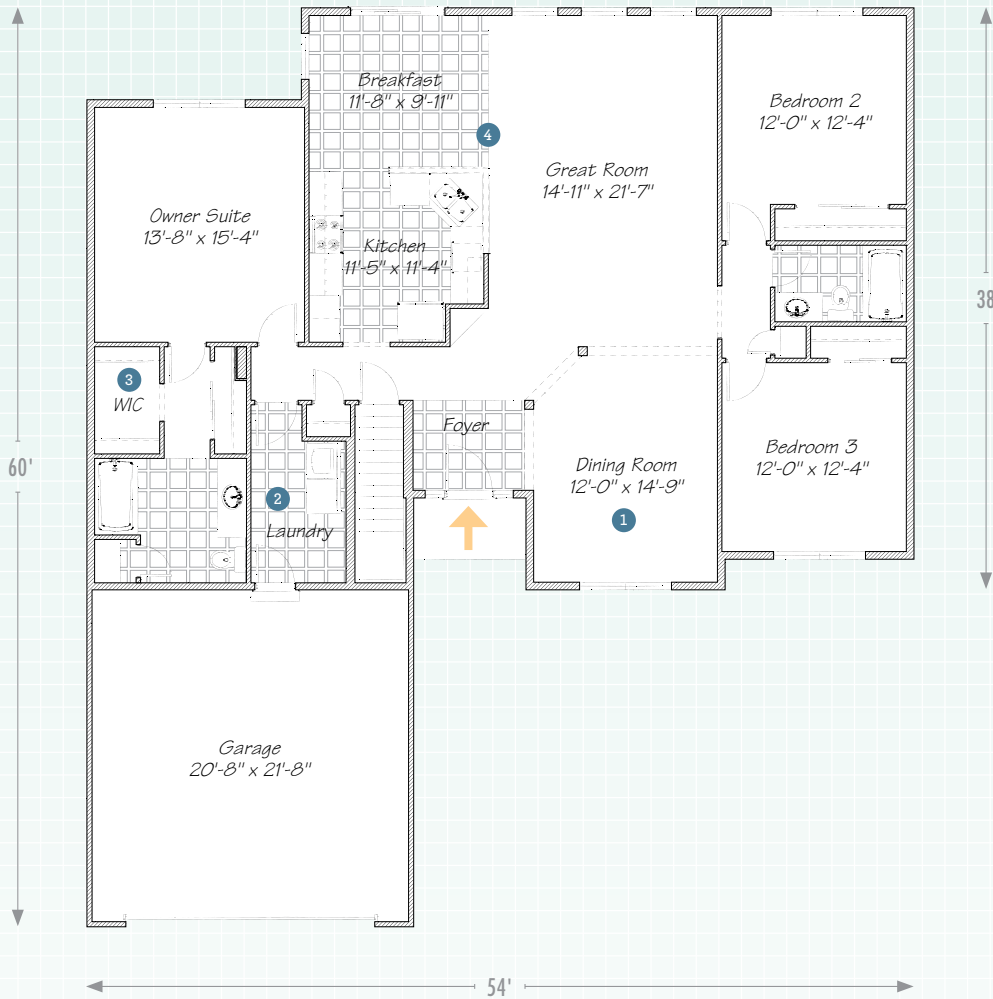 Breakfast
11'-8" x 9'-11"
4
Bedroom 2
12'-0" x 12'-4"
Great Room
14'-11" x 21'-7"
Owner Suite
13'-8" x 15'-4"
Kitchen
11'-5" x 11'-4"
38
3
WIC
Foyer
Bedroom 3
12'-0" x 12'-4"
Dining Room
12'-0" x 14'-9"
1
60'
2
Laundry
Garage
20'-8" x 21'-8"
54'